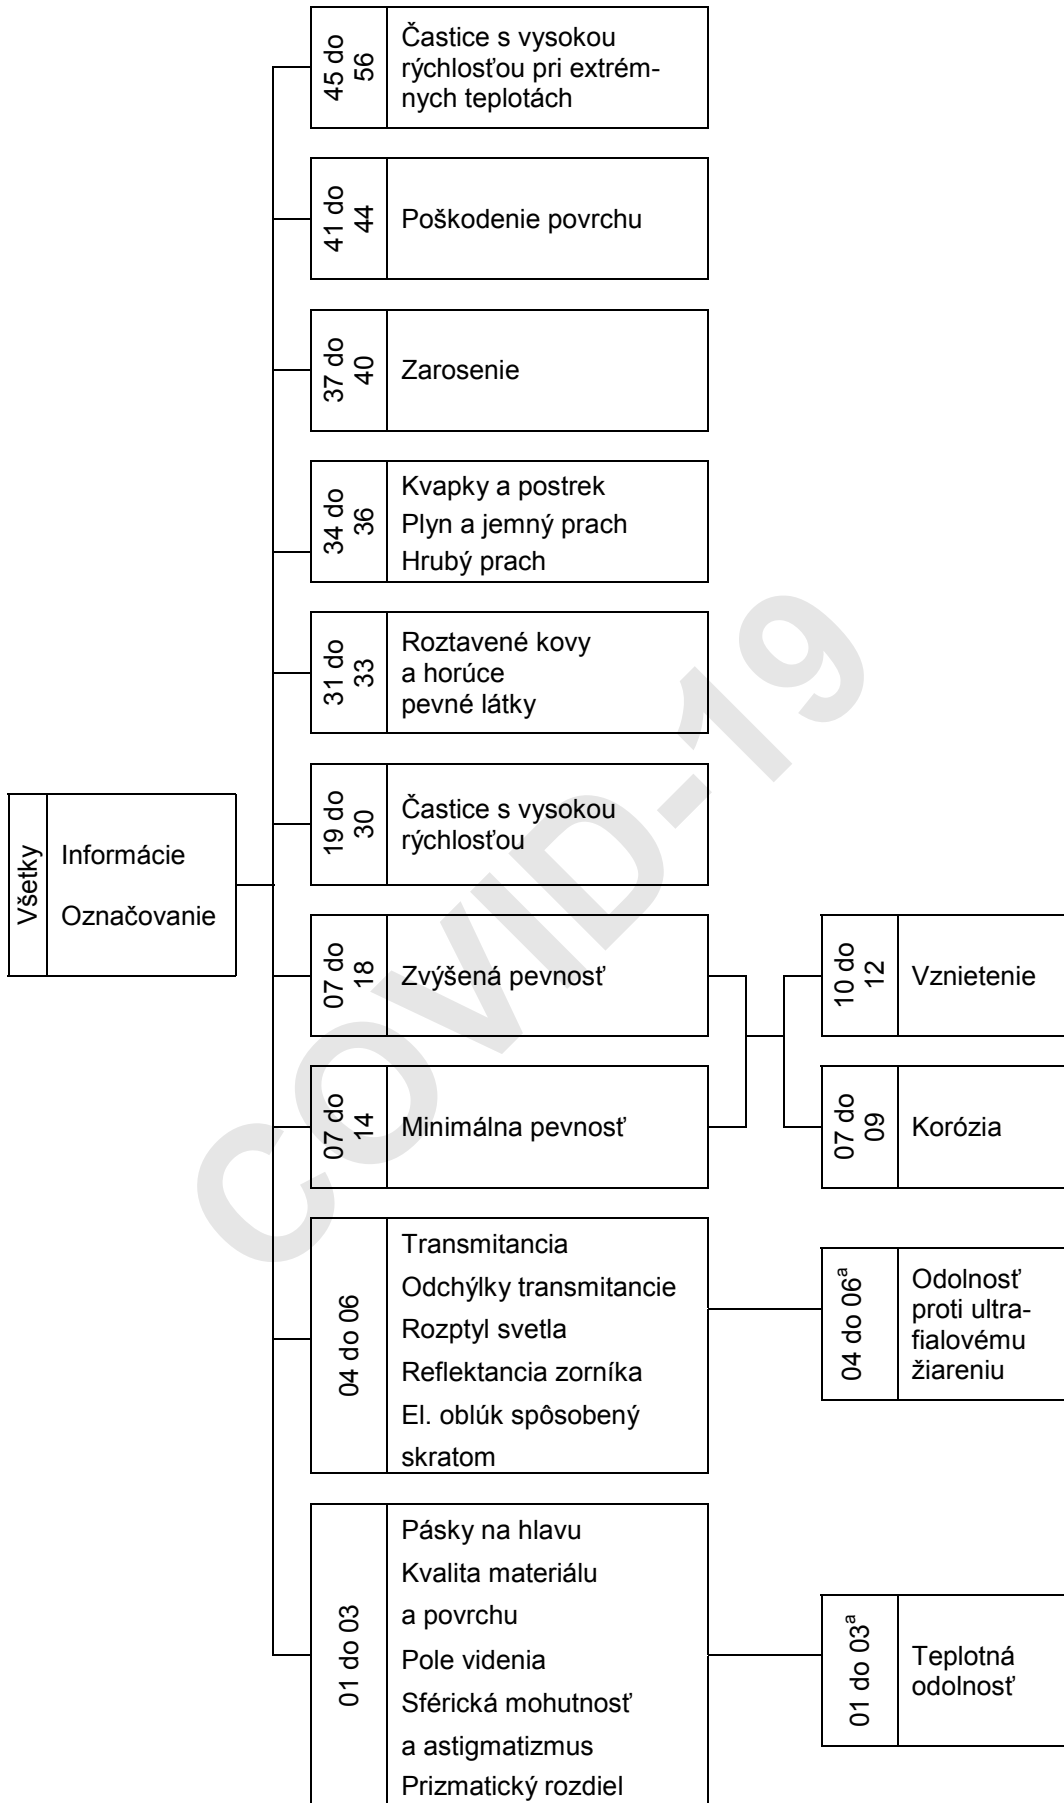 45 do
56
Častice s vysokou
rýchlosťou pri extrém-
nych teplotách
41 do
44
Poškodenie povrchu
37 do
40
Zarosenie
34 do
36
Kvapky a postrek
Plyn a jemný prach
Hrubý prach
31 do
33
Roztavené kovy
a horúce
pevné látky
19 do
30
Častice s vysokou
rýchlosťou
Všetky
Informácie
Označovanie
07 do
18
Zvýšená pevnosť
10 do
12
Vznietenie
07 do
14
Minimálna pevnosť
07 do
09
Korózia
04 do 06
Transmitancia
Odchýlky transmitancie
Rozptyl svetla
Reflektancia zorníka
El. oblúk spôsobený
skratom
04 do 06ª
Odolnosť
proti ultra-
fialovému
žiareniu
01 do 03
Pásky na hlavu
Kvalita materiálu
a povrchu
Pole videnia
Sférická mohutnosť
a astigmatizmus
Prizmatický rozdiel
01 do 03ª
Teplotná
odolnosť
COVID-19